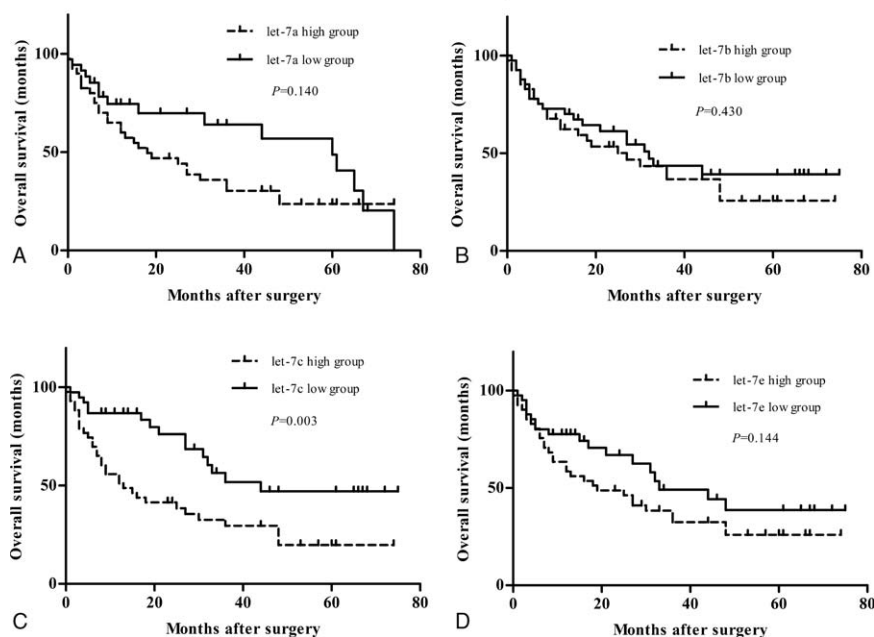 let-7a high group
let-7a low group
P=0.140
Overall survival (months)
100
50
0
0 20 40 60 80
Months after surgery
A
let-7b high group
let-7b low group
P=0.430
Overall survival (months)
100
50
0
0 20 40 60 80
Months after surgery
B
let-7c high group
let-7c low group
P=0.003
Overall survival (months)
100
50
0
0 20 40 60 80
Months after surgery
C
let-7e high group
let-7e low group
P=0.144
Overall survival (months)
100
50
0
0 20 40 60 80
Months after surgery
D